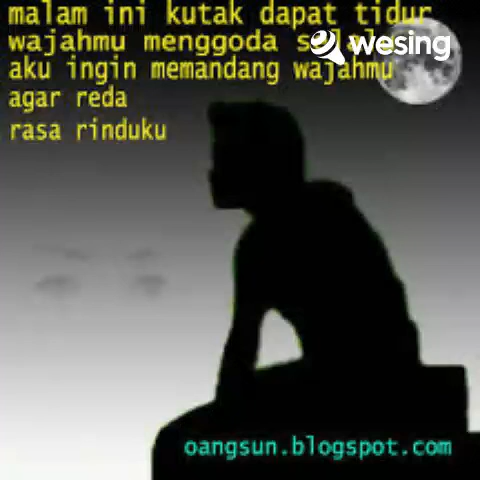 malam ini kutak dapat tidur
wajahmu menggoda
wesing
aku ingin memandang wajahmu
agar reda
rasa rinduku
oangsun.blogspot.com